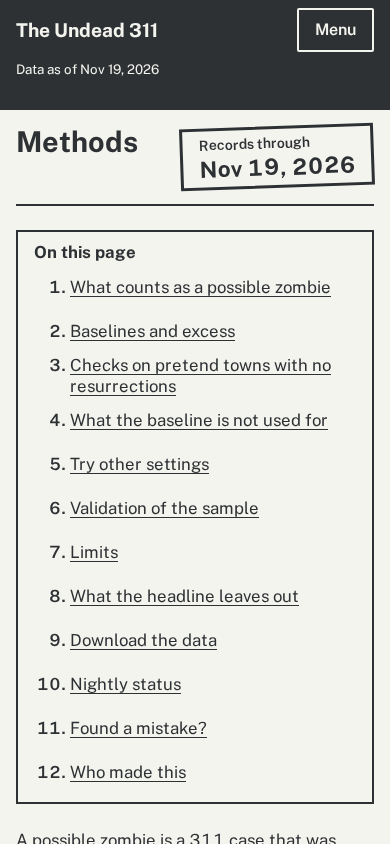 The Undead 311
Menu
Data as of Nov 19, 2026
Methods
Records through
Nov 19, 2026
On this page
1. What counts as a possible zombie
2. Baselines and excess
3. Checks on pretend towns with no
resurrections
4. What the baseline is not used for
5. Try other settings
6. Validation of the sample
7. Limits
8. What the headline leaves out
9. Download the data
10. Nightly status
11. Found a mistake?
12. Who made this
A possible zombie is a 311 case that was